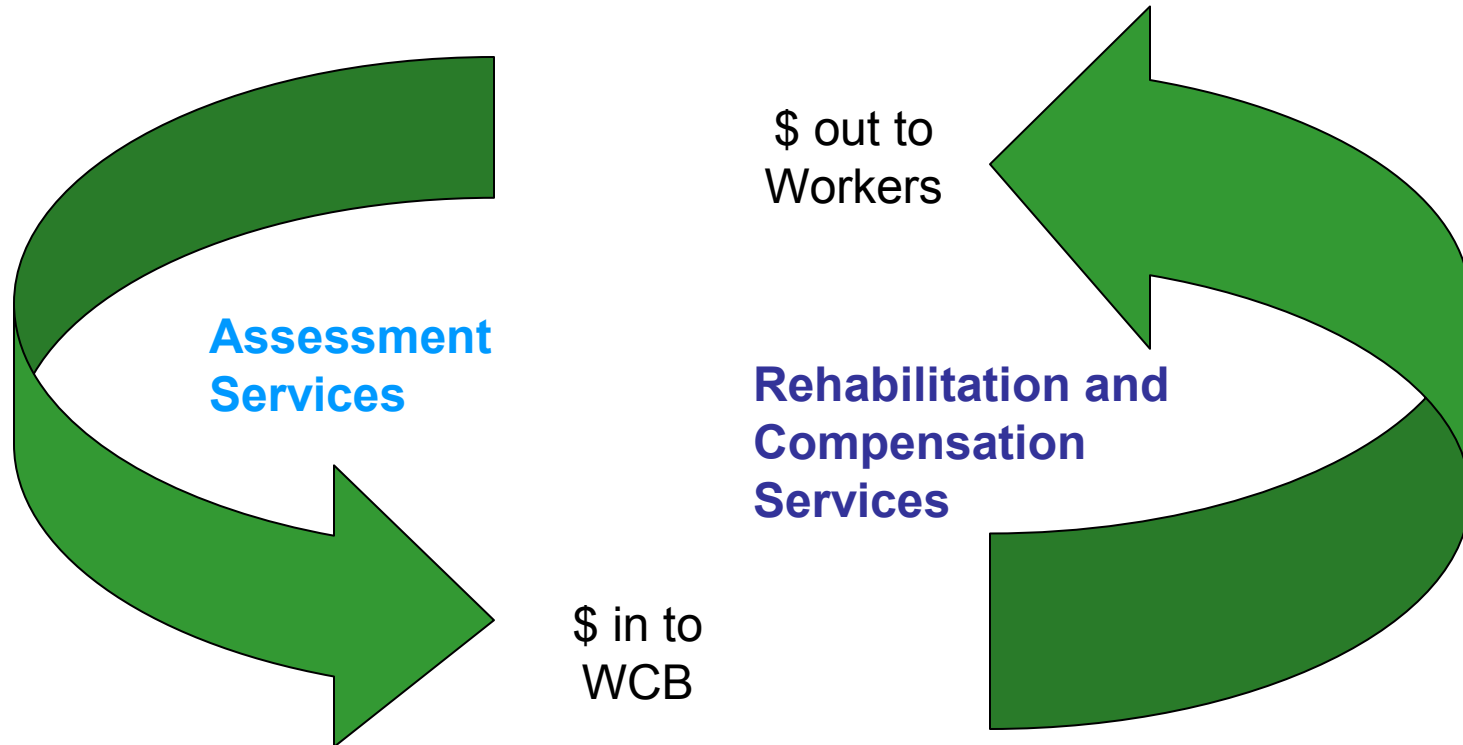 $ out to
Workers
Assessment
Services
Rehabilitation and
Compensation
Services
$ in to
WCB